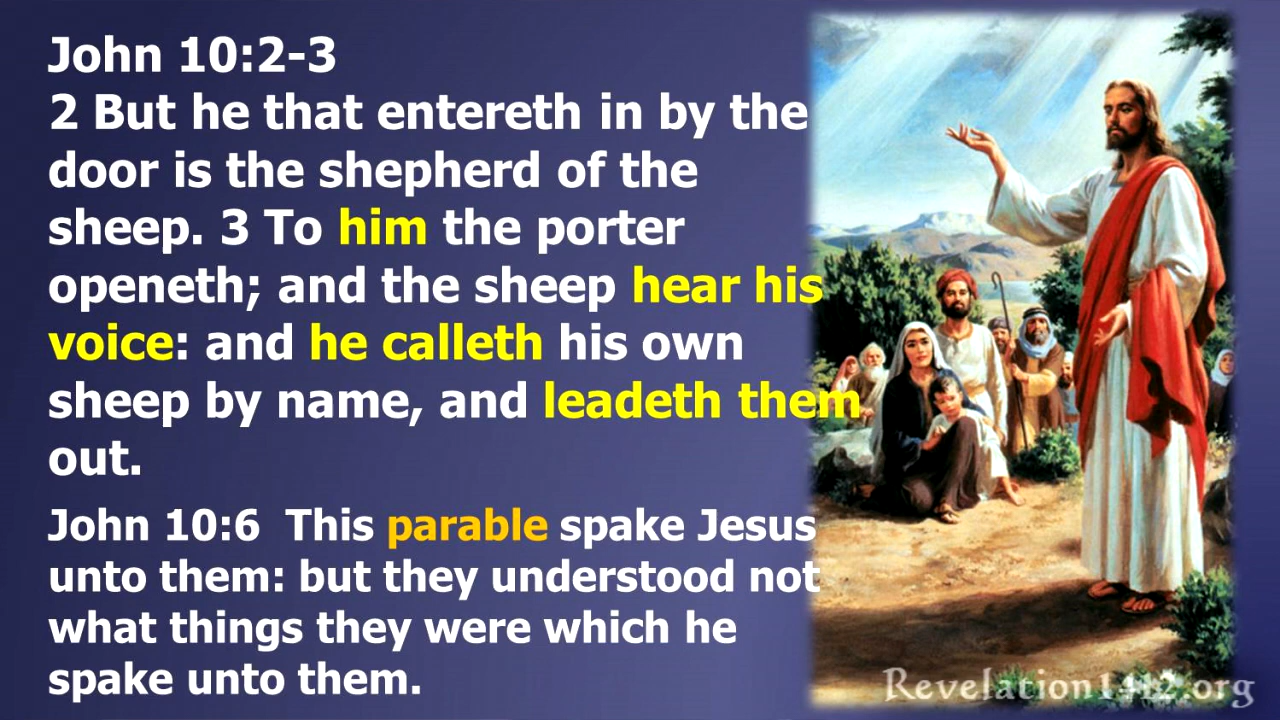 John 10:2-3
2 But he that entereth in by the
door is the shepherd of the
sheep. 3 To him the porter
openeth; and the sheep hear his
voice: and he calleth his own
sheep by name, and leadeth them
out.
John 10:6  This parable spake Jesus
unto them: but they understood not
what things they were which he
spake unto them.
Revelation1412.org